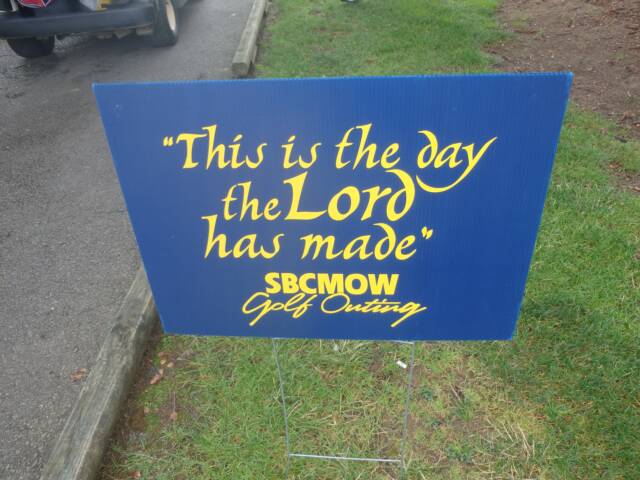 "This is the day
the Lord
has made"
SBCMOW
Golf Outing